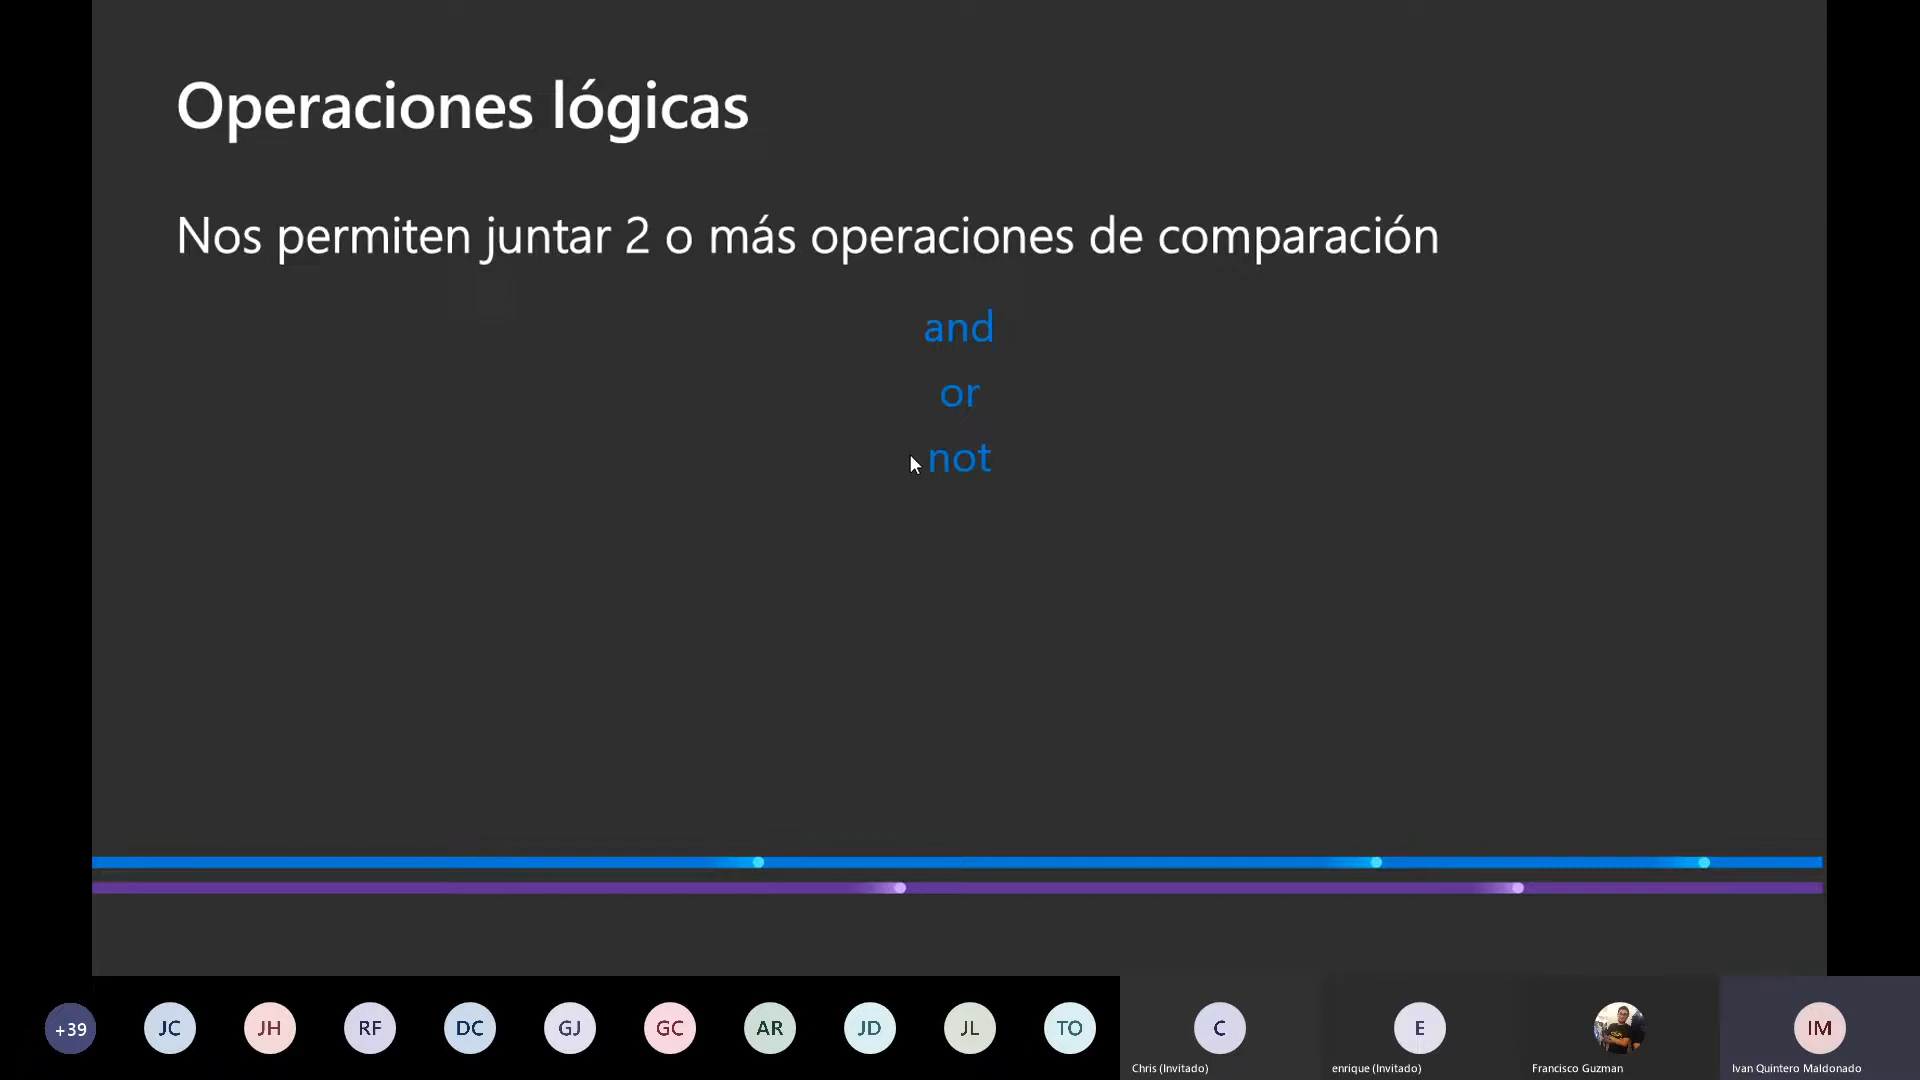 Operaciones lógicas
Nos permiten juntar 2 o más operaciones de comparación
and
or
not
+39
JC
JH
RF
DC
GJ
GC
AR
JD
JL
TO
C
Chris (Invitado)
E
enrique (Invitado)
Francisco Guzman
IM
Ivan Quintero Maldonado